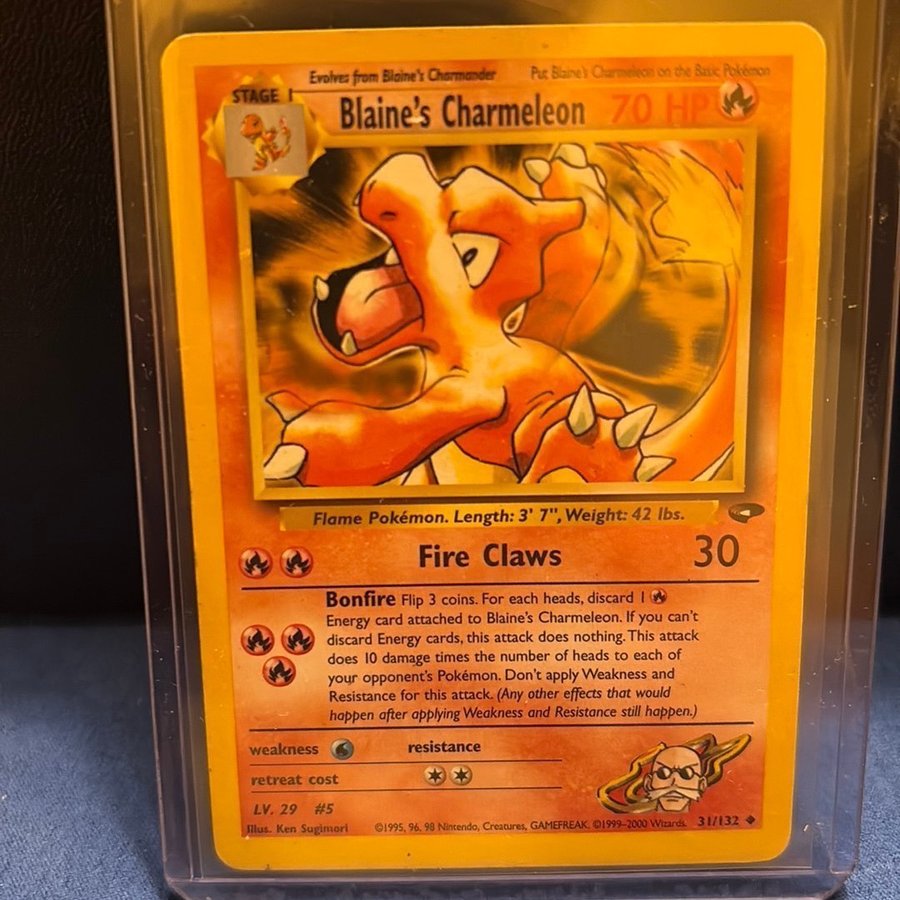 Evolves from Blaine's Charmander Put Blaine's Charmeleon on the Basic Pokémon
STAGE 1
Blaine's Charmeleon 70 HP
Flame Pokémon. Length: 3' 7", Weight: 42 lbs.
Fire Claws 30
Bonfire Flip 3 coins. For each heads, discard 1
Energy card attached to Blaine's Charmeleon. If you can't
discard Energy cards, this attack does nothing. This attack
does 10 damage times the number of heads to each of
your opponent's Pokémon. Don't apply Weakness and
Resistance for this attack. (Any other effects that would
happen after applying Weakness and Resistance still happen.)
weakness resistance
retreat cost
LV. 29 #5
Illus. Ken Sugimori ©1995, 96, 98 Nintendo, Creatures, GAMEFREAK. ©1999-2000 Wizards. 31/132